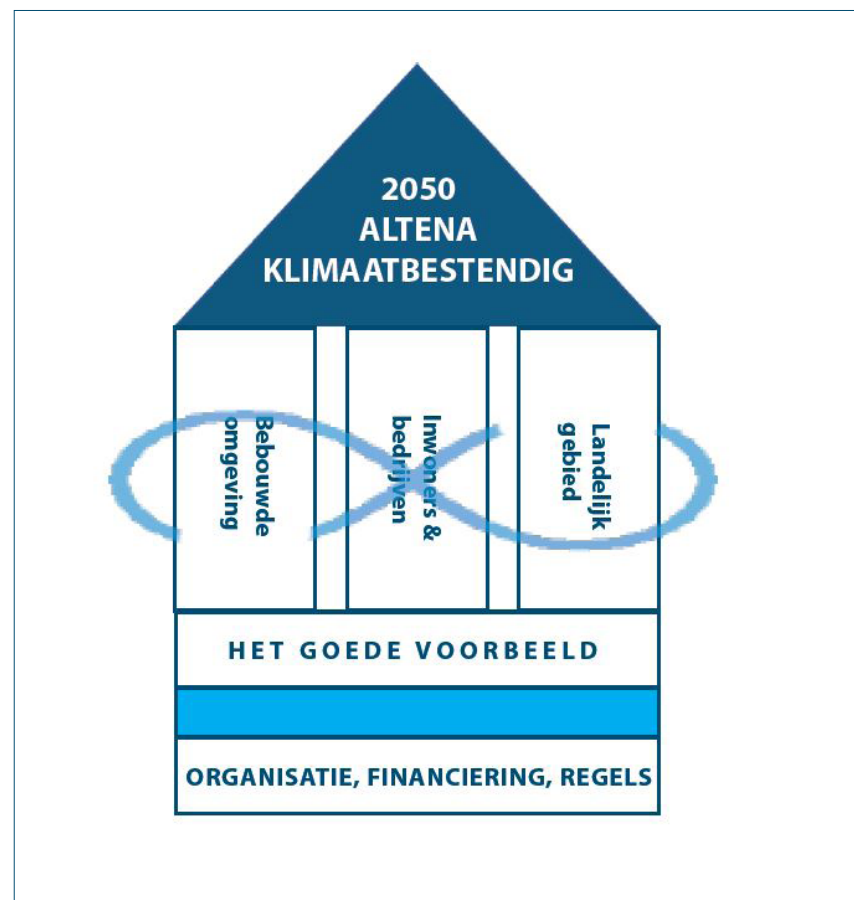 2050
ALTENA
KLIMAATBESTENDIG
Bebouwde
omgeving
Inwoners &
bedrijven
Landelijk
gebied
HET GOEDE VOORBEELD
ORGANISATIE, FINANCIERING, REGELS